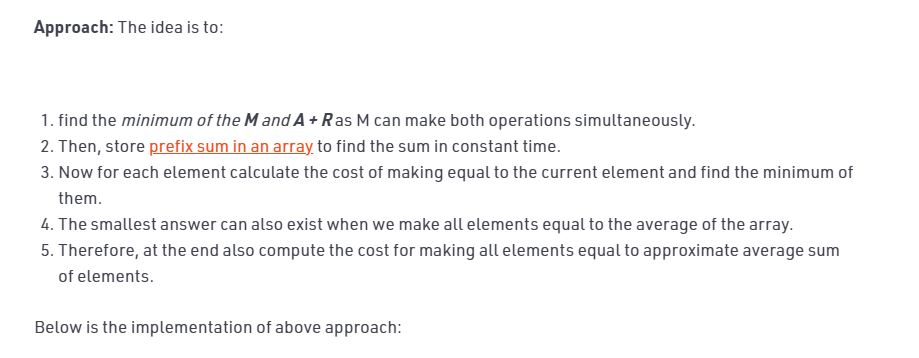 Approach: The idea is to:
1. find the minimum of the M and A + R as M can make both operations simultaneously.
2. Then, store prefix sum in an array to find the sum in constant time.
3. Now for each element calculate the cost of making equal to the current element and find the minimum of
them.
4. The smallest answer can also exist when we make all elements equal to the average of the array.
5. Therefore, at the end also compute the cost for making all elements equal to approximate average sum
of elements.
Below is the implementation of above approach: